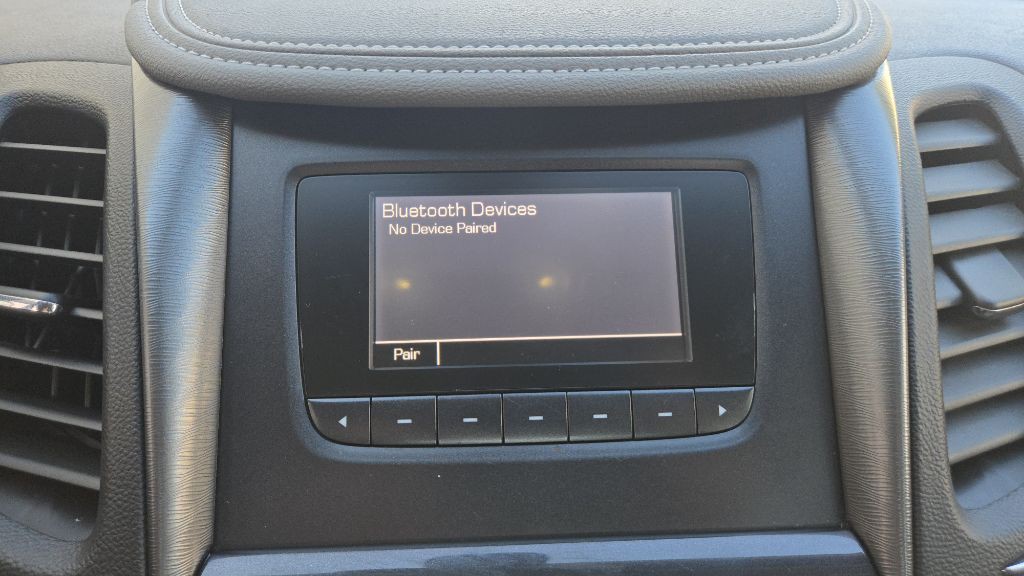 Bluetooth Devices
No Device Paired
Pair